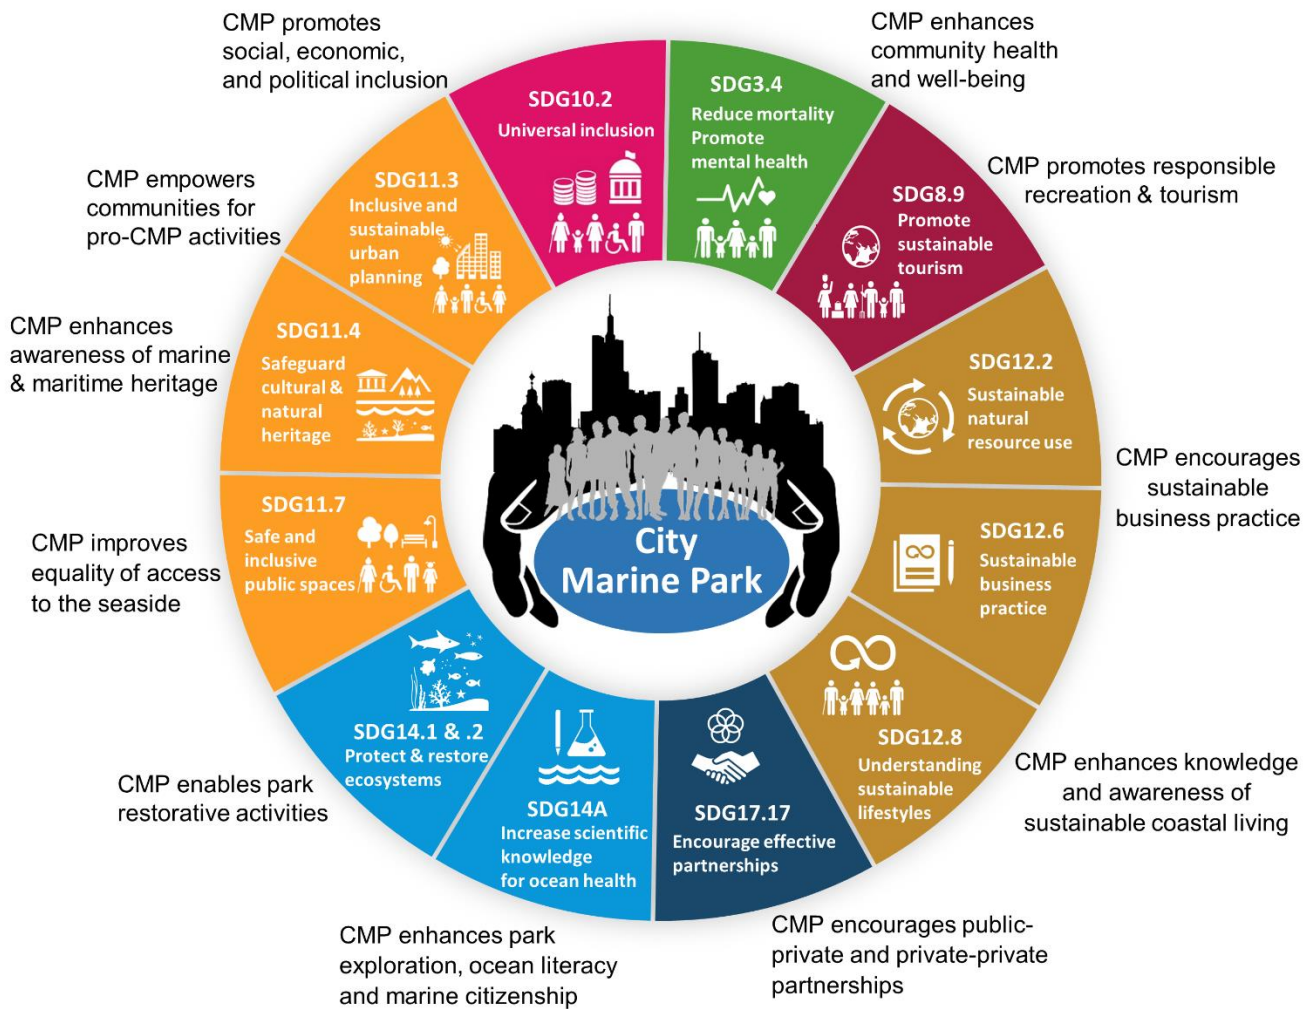 CMP promotes
social, economic,
and political inclusion
CMP enhances
community health
and well-being
SDG10.2
Universal inclusion
SDG3.4
Reduce mortality
Promote
mental health
CMP empowers
communities for
pro-CMP activities
SDG11.3
Inclusive and
sustainable
urban
planning
SDG8.9
Promote
sustainable
tourism
CMP promotes responsible
recreation & tourism
CMP enhances
awareness of marine
& maritime heritage
SDG11.4
Safeguard
cultural &
natural
heritage
SDG12.2
Sustainable
natural
resource use
CMP encourages
sustainable
business practice
SDG11.7
Safe and
inclusive
public spaces
City
Marine Park
SDG12.6
Sustainable
business
practice
CMP improves
equality of access
to the seaside
SDG14.1 & .2
Protect & restore
ecosystems
SDG14A
Increase scientific
knowledge
for ocean health
SDG17.17
Encourage effective
partnerships
SDG12.8
Understanding
sustainable
lifestyles
CMP enables park
restorative activities
CMP enhances knowledge
and awareness of
sustainable coastal living
CMP enhances park
exploration, ocean literacy
and marine citizenship
CMP encourages public-
private and private-private
partnerships